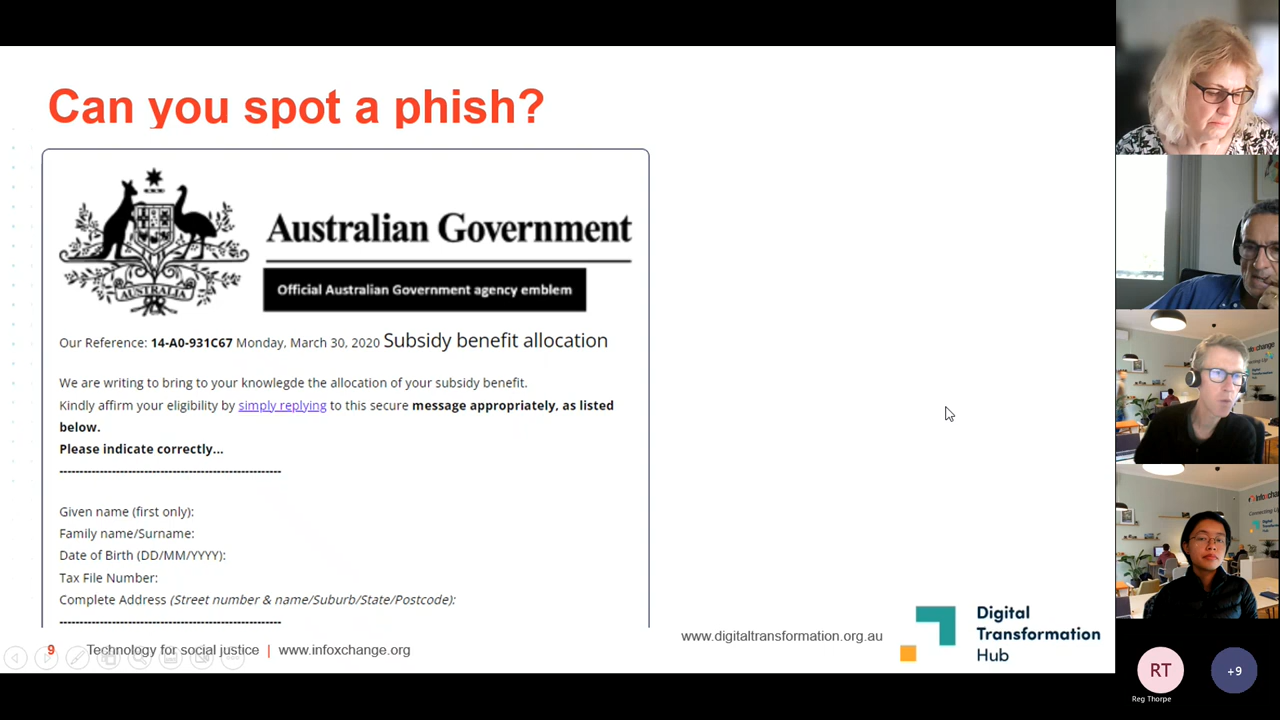 Can you spot a phish?
AUSTRALIA
Australian Government
Official Australian Government agency emblem
Our Reference: 14-A0-931C67 Monday, March 30, 2020 Subsidy benefit allocation
We are writing to bring to your knowlegde the allocation of your subsidy benefit.
Kindly affirm your eligibility by simply replying to this secure message appropriately, as listed
below.
Please indicate correctly...
--------------------------------------------------------
Given name (first only):
Family name/Surname:
Date of Birth (DD/MM/YYYY):
Tax File Number:
Complete Address (Street number & name/Suburb/State/Postcode):
--------------------------------------------------------
9 Technology for social justice | www.infoxchange.org
www.digitaltransformation.org.au
Digital
Transformation
Hub
RT
Reg Thorpe
+9